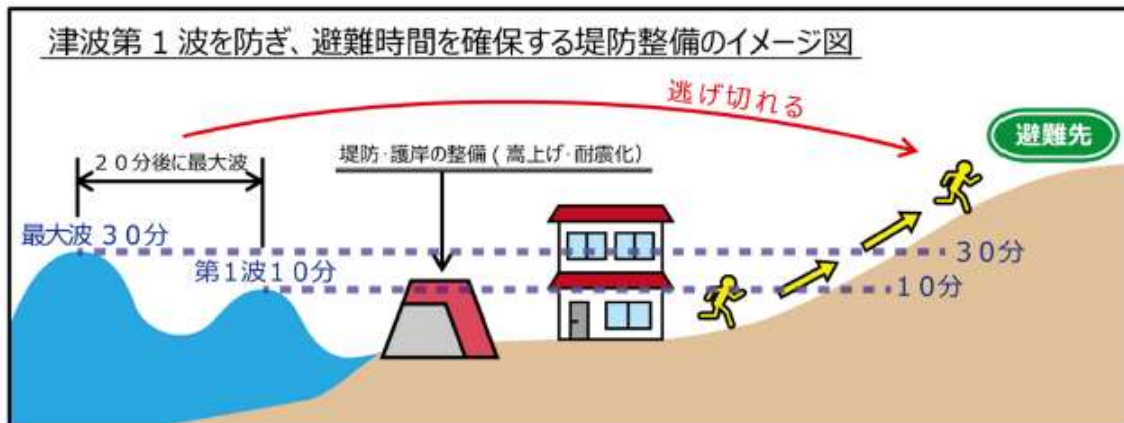 津波第1波を防ぎ、避難時間を確保する堤防整備のイメージ図
逃げ切れる
避難先
20分後に最大波
堤防・護岸の整備(嵩上げ・耐震化)
最大波30分
第1波10分
30分
10分